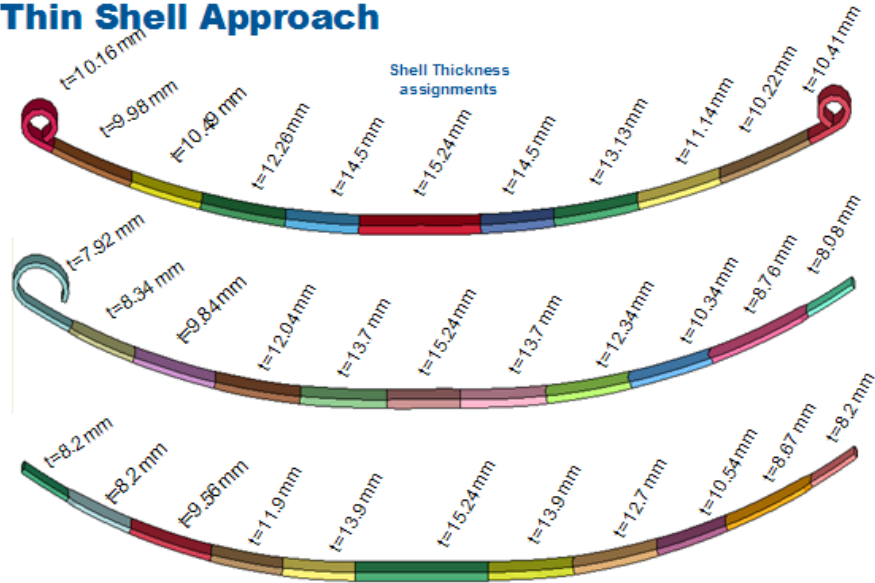 Thin Shell Approach
Shell Thickness
assignments
t=10.16 mm
t=9.98 mm
t=10.49 mm
t=12.26 mm
t=14.5 mm
t=15.24 mm
t=14.5 mm
t=13.13 mm
t=11.14 mm
t=10.22 mm
t=10.41 mm
t=7.92 mm
t=8.34 mm
t=9.84 mm
t=12.04 mm
t=13.7 mm
t=15.24 mm
t=13.7 mm
t=12.34 mm
t=10.34 mm
t=8.76 mm
t=8.08 mm
t=8.2 mm
t=8.2 mm
t=9.56 mm
t=11.9 mm
t=13.9 mm
t=15.24 mm
t=13.9 mm
t=12.7 mm
t=10.54 mm
t=8.67 mm
t=8.2 mm